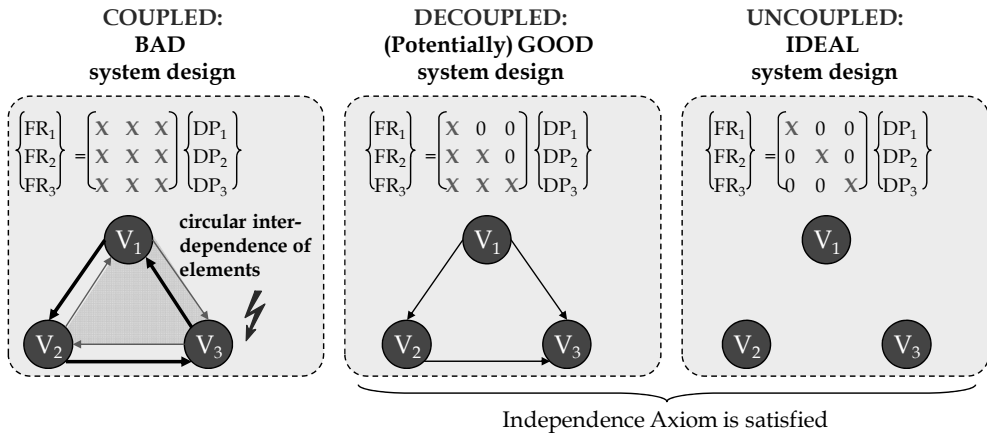 COUPLED:
BAD
system design
FR1 = X X X DP1
FR2 X X X DP2
FR3 X X X DP3
V1
circular inter-
dependence of
elements
V2 V3
DECOUPLED:
(Potentially) GOOD
system design
FR1 = X 0 0 DP1
FR2 X X 0 DP2
FR3 X X X DP3
V1
V2 V3
UNCOUPLED:
IDEAL
system design
FR1 = X 0 0 DP1
FR2 0 X 0 DP2
FR3 0 0 X DP3
V1
V2 V3
Independence Axiom is satisfied